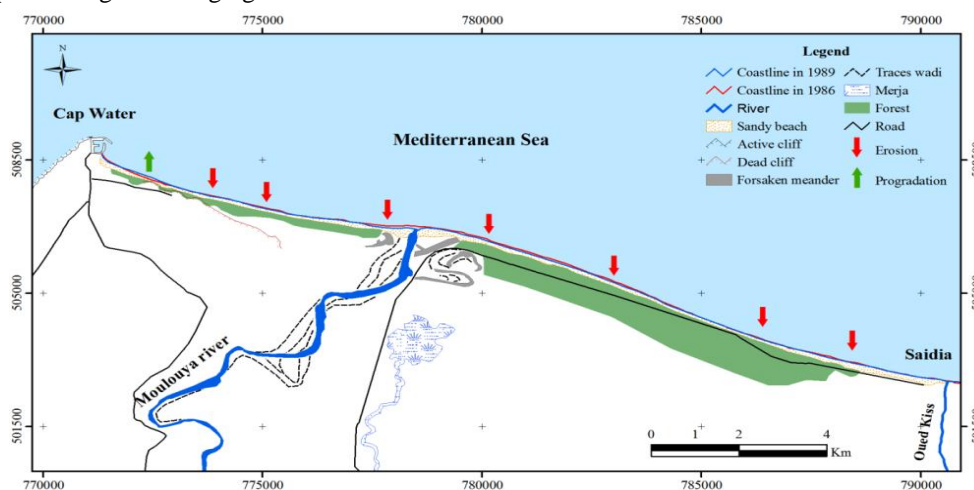 770000 775000 780000 785000 790000
N
Cap Water
Mediterranean Sea
Legend
Coastline in 1989
Coastline in 1986
River
Sandy beach
Active cliff
Dead cliff
Forsaken meander
Traces wadi
Merja
Forest
Road
Erosion
Progradation
508500
505000
501500
Moulouya river
Saidia
Oued Kiss
0 1 2 4
Km
770000 775000 780000 785000 790000